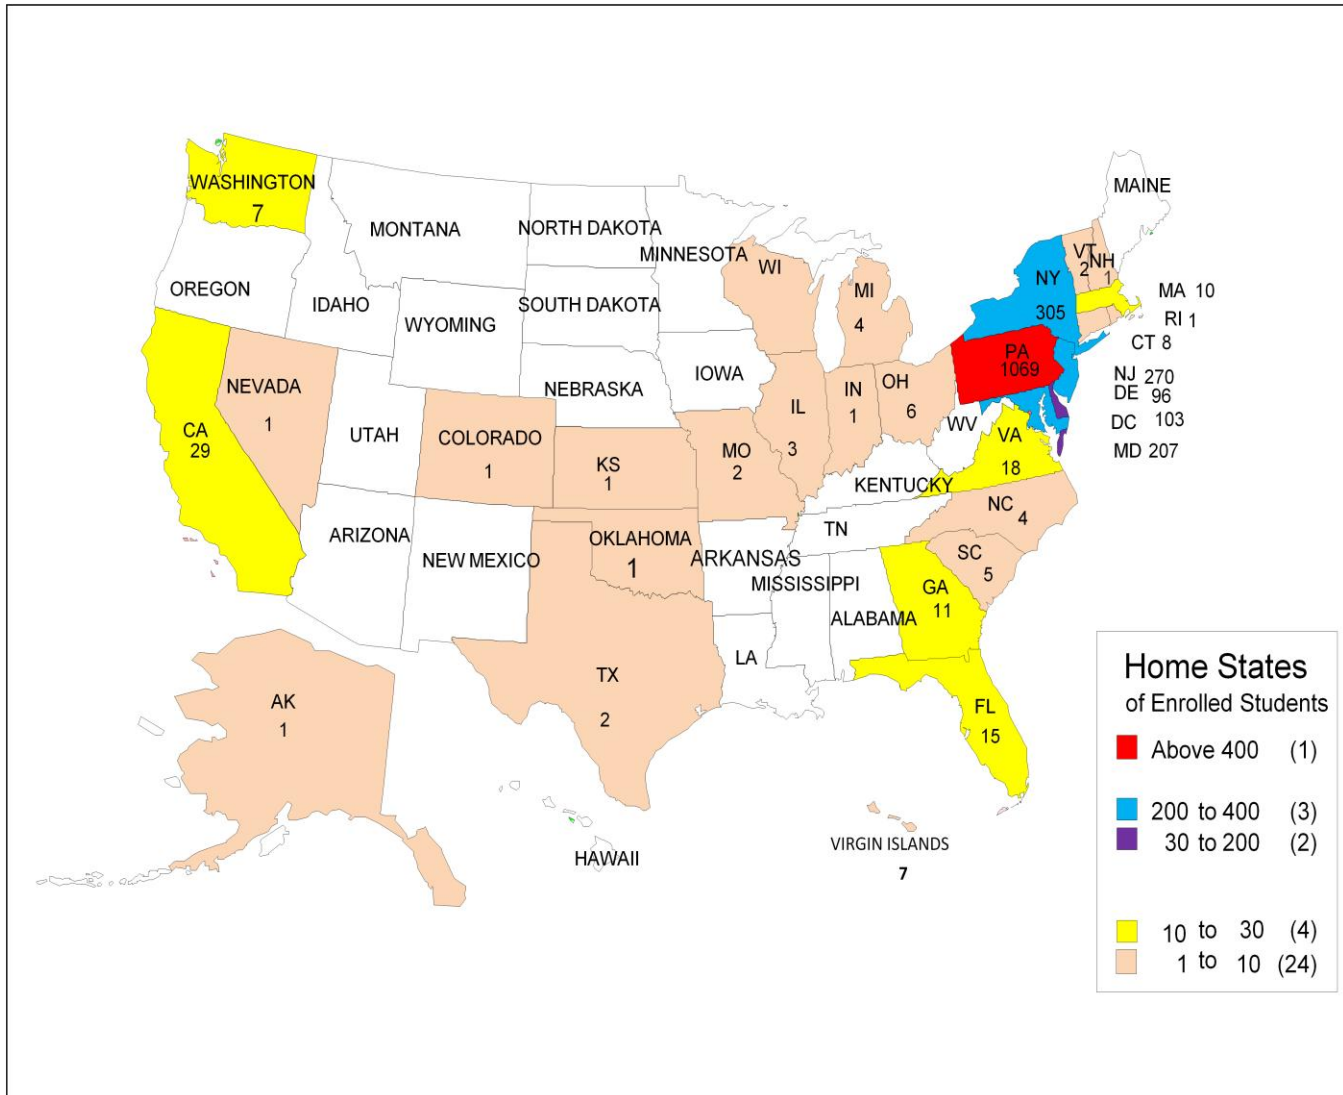 WASHINGTON
7
MONTANA
NORTH DAKOTA
MINNESOTA
MAINE
OREGON
IDAHO
WYOMING
SOUTH DAKOTA
WI
MI
4
NY
305
VT
2
NH
1
MA 10
RI 1
CT 8
NEVADA
1
UTAH
COLORADO
1
NEBRASKA
IOWA
IL
3
IN
1
OH
6
PA
1069
NJ 270
DE 96
DC 103
MD 207
CA
29
KS
1
MO
2
WV
VA
18
KENTUCKY
ARIZONA
NEW MEXICO
OKLAHOMA
1
ARKANSAS
TN
NC
4
SC
5
MISSISSIPPI
ALABAMA
GA
11
LA
TX
2
FL
15
AK
1
HAWAII
VIRGIN ISLANDS
7
Home States
of Enrolled Students
Above 400 (1)
200 to 400 (3)
30 to 200 (2)
10 to 30 (4)
1 to 10 (24)